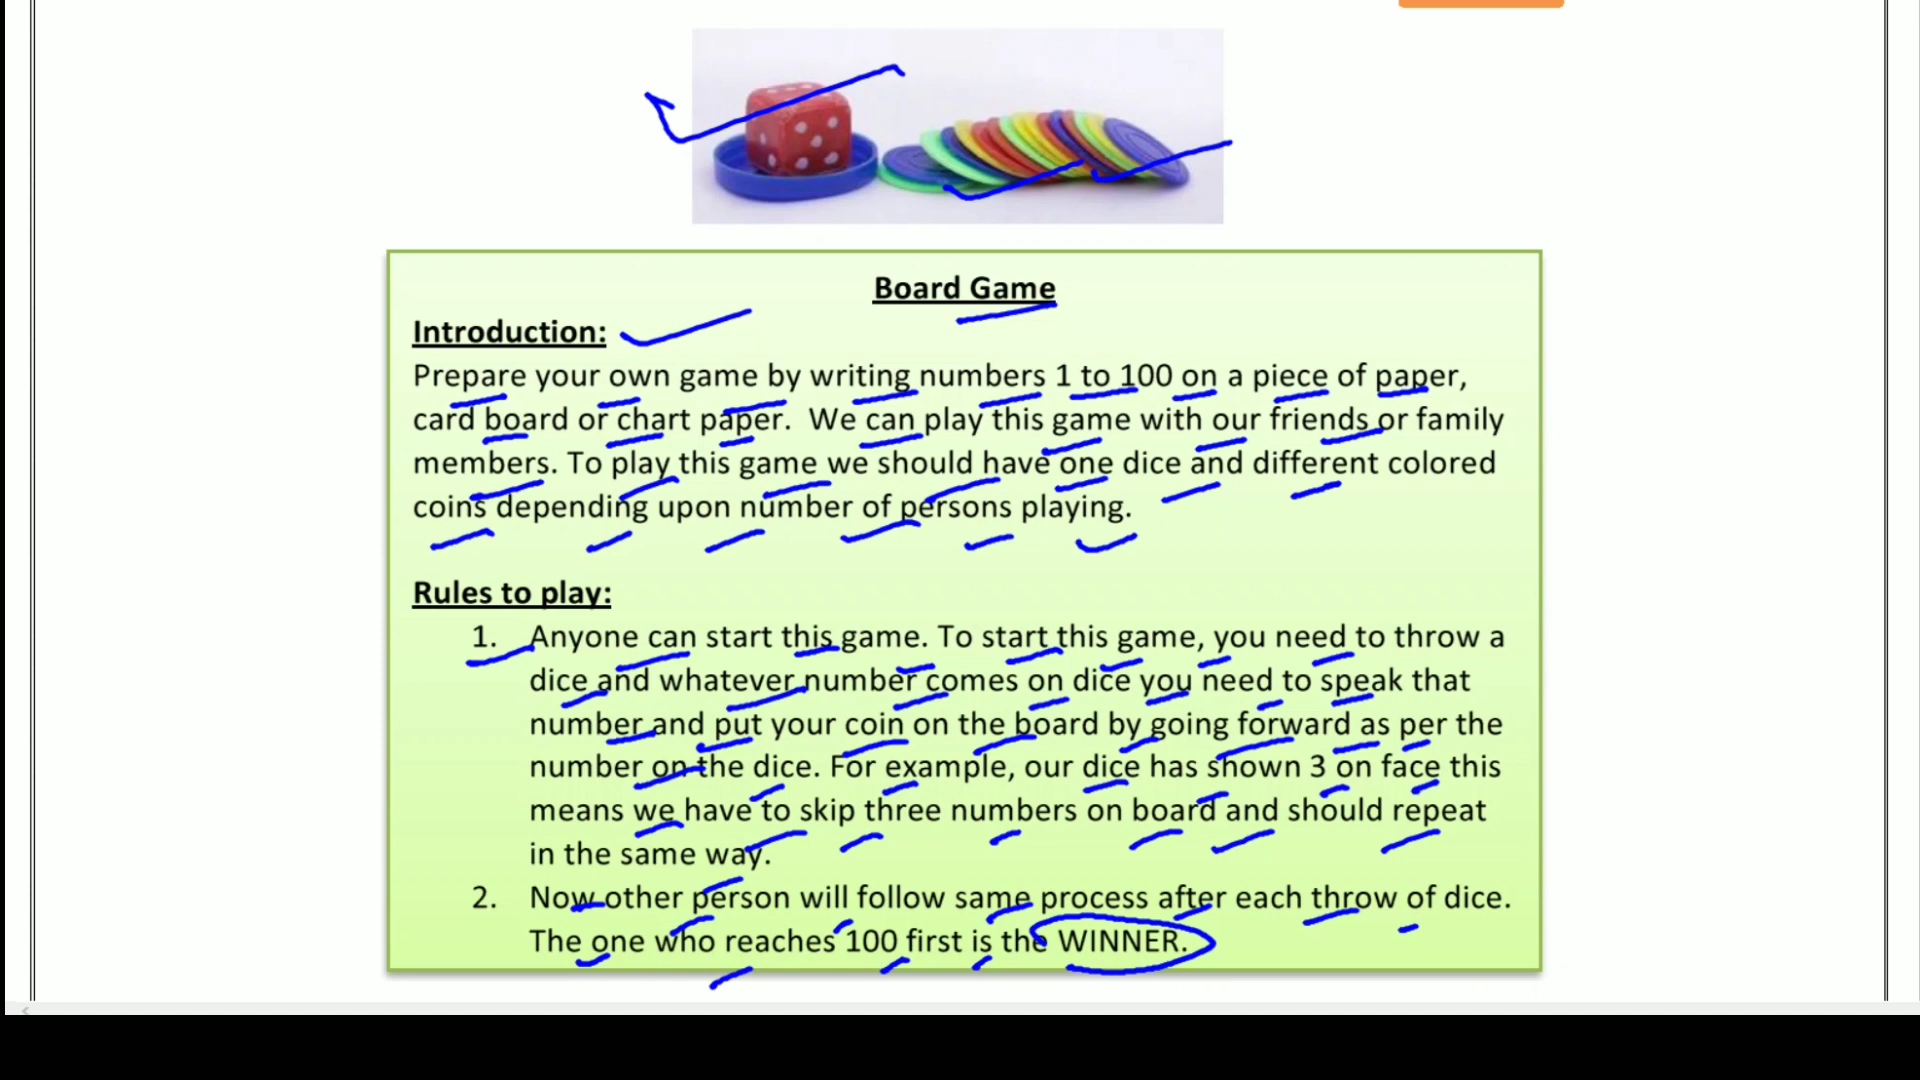 Board Game
Introduction:
Prepare your own game by writing numbers 1 to 100 on a piece of paper,
card board or chart paper. We can play this game with our friends or family
members. To play this game we should have one dice and different colored
coins depending upon number of persons playing.
Rules to play:
1. Anyone can start this game. To start this game, you need to throw a
dice and whatever number comes on dice you need to speak that
number and put your coin on the board by going forward as per the
number on the dice. For example, our dice has shown 3 on face this
means we have to skip three numbers on board and should repeat
in the same way.
2. Now other person will follow same process after each throw of dice.
The one who reaches 100 first is the WINNER.